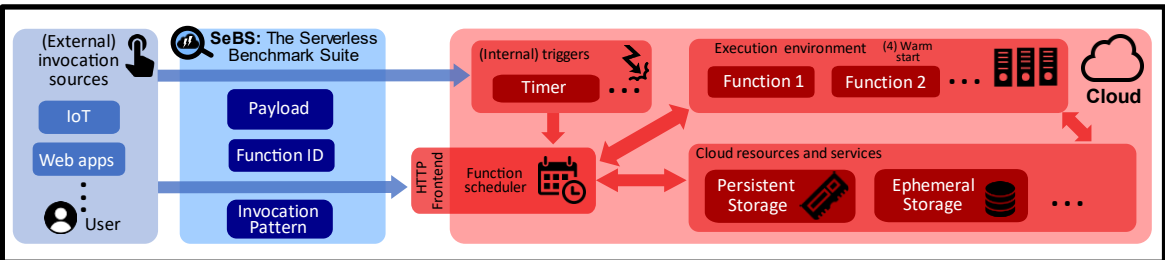 (External)
invocation
sources
IoT
Web apps
User
SeBS: The Serverless
Benchmark Suite
Payload
Function ID
Invocation
Pattern
(Internal) triggers
Timer
...
HTTP
Frontend
Function
scheduler
Execution environment
(4) Warm
start
Function 1
Function 2
...
Cloud
Cloud resources and services
Persistent
Storage
Ephemeral
Storage
...